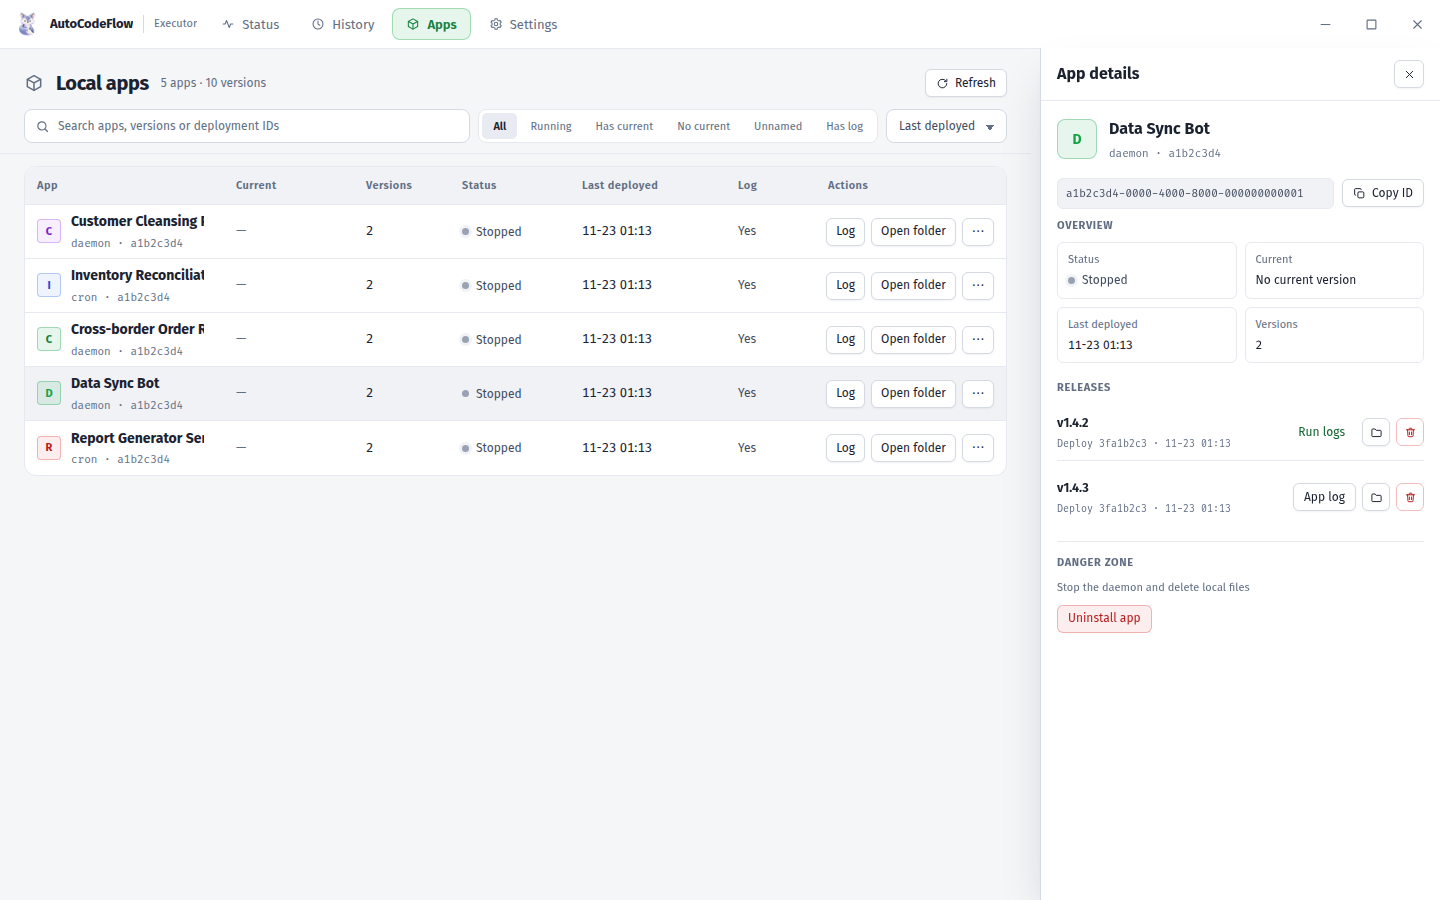 AutoCodeFlow Executor Status History Apps Settings
Local apps 5 apps · 10 versions Refresh
Search apps, versions or deployment IDs All Running Has current No current Unnamed Has log Last deployed
App Current Versions Status Last deployed Log Actions
Customer Cleansing
daemon · a1b2c3d4
— 2 Stopped 11-23 01:13 Yes Log Open folder ...
Inventory Reconciliat
cron · a1b2c3d4
— 2 Stopped 11-23 01:13 Yes Log Open folder ...
Cross-border Order
daemon · a1b2c3d4
— 2 Stopped 11-23 01:13 Yes Log Open folder ...
Data Sync Bot
daemon · a1b2c3d4
— 2 Stopped 11-23 01:13 Yes Log Open folder ...
Report Generator Ser
cron · a1b2c3d4
— 2 Stopped 11-23 01:13 Yes Log Open folder ...
C
I
C
D
R
App details
D
Data Sync Bot
daemon · a1b2c3d4
a1b2c3d4-0000-4000-8000-000000000001 Copy ID
OVERVIEW
Status
Stopped
Current
No current version
Last deployed
11-23 01:13
Versions
2
RELEASES
v1.4.2
Deploy 3fa1b2c3 · 11-23 01:13
Run logs
v1.4.3
Deploy 3fa1b2c3 · 11-23 01:13
App log
DANGER ZONE
Stop the daemon and delete local files
Uninstall app